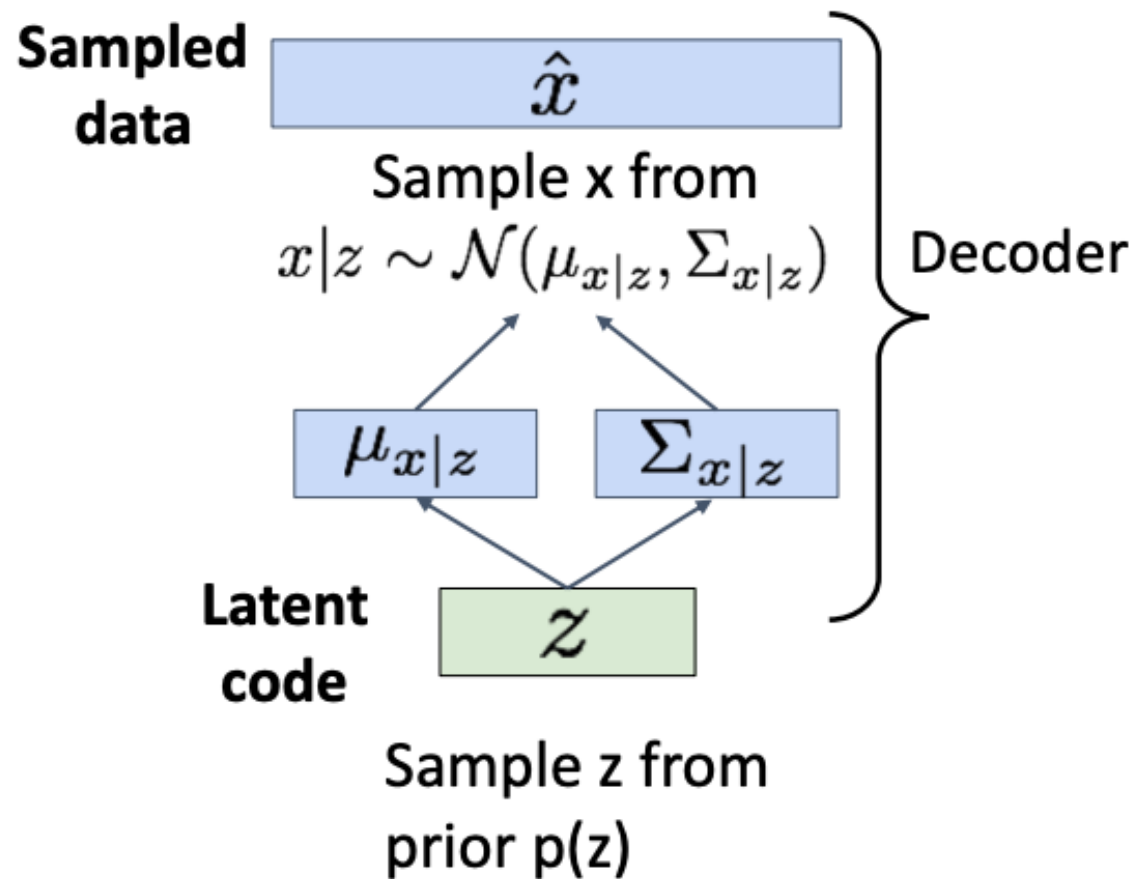 Sampled
data
x̂
Sample x from
x|z ∼ 𝒩(μ_{x|z}, Σ_{x|z})
Decoder
μ_{x|z}
Σ_{x|z}
Latent
code
z
Sample z from
prior p(z)